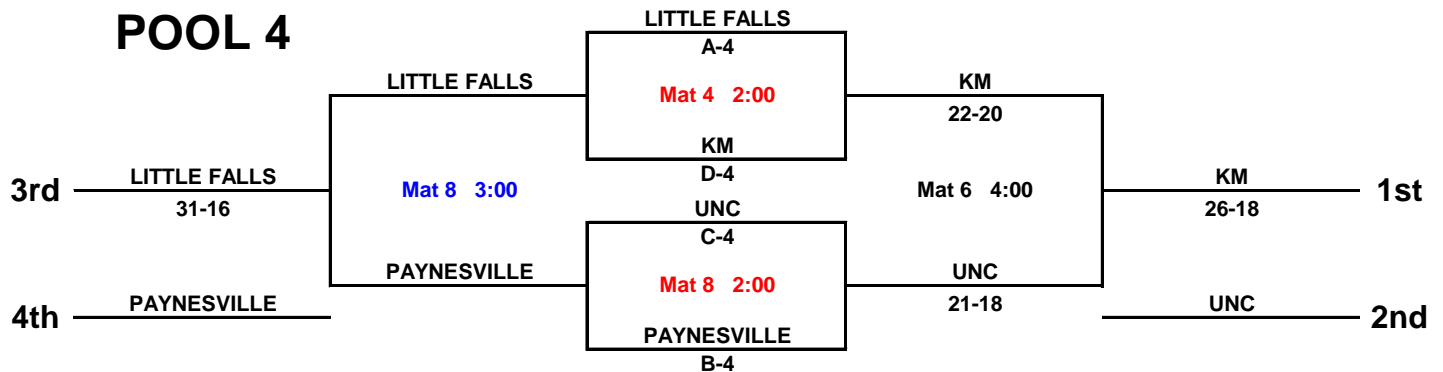 POOL 4
LITTLE FALLS
A-4
LITTLE FALLS
Mat 4 2:00
KM
22-20
KM
D-4
3rd
LITTLE FALLS
31-16
Mat 8 3:00
Mat 6 4:00
KM
26-18
1st
UNC
C-4
PAYNESVILLE
Mat 8 2:00
UNC
21-18
4th
PAYNESVILLE
PAYNESVILLE
B-4
UNC
2nd